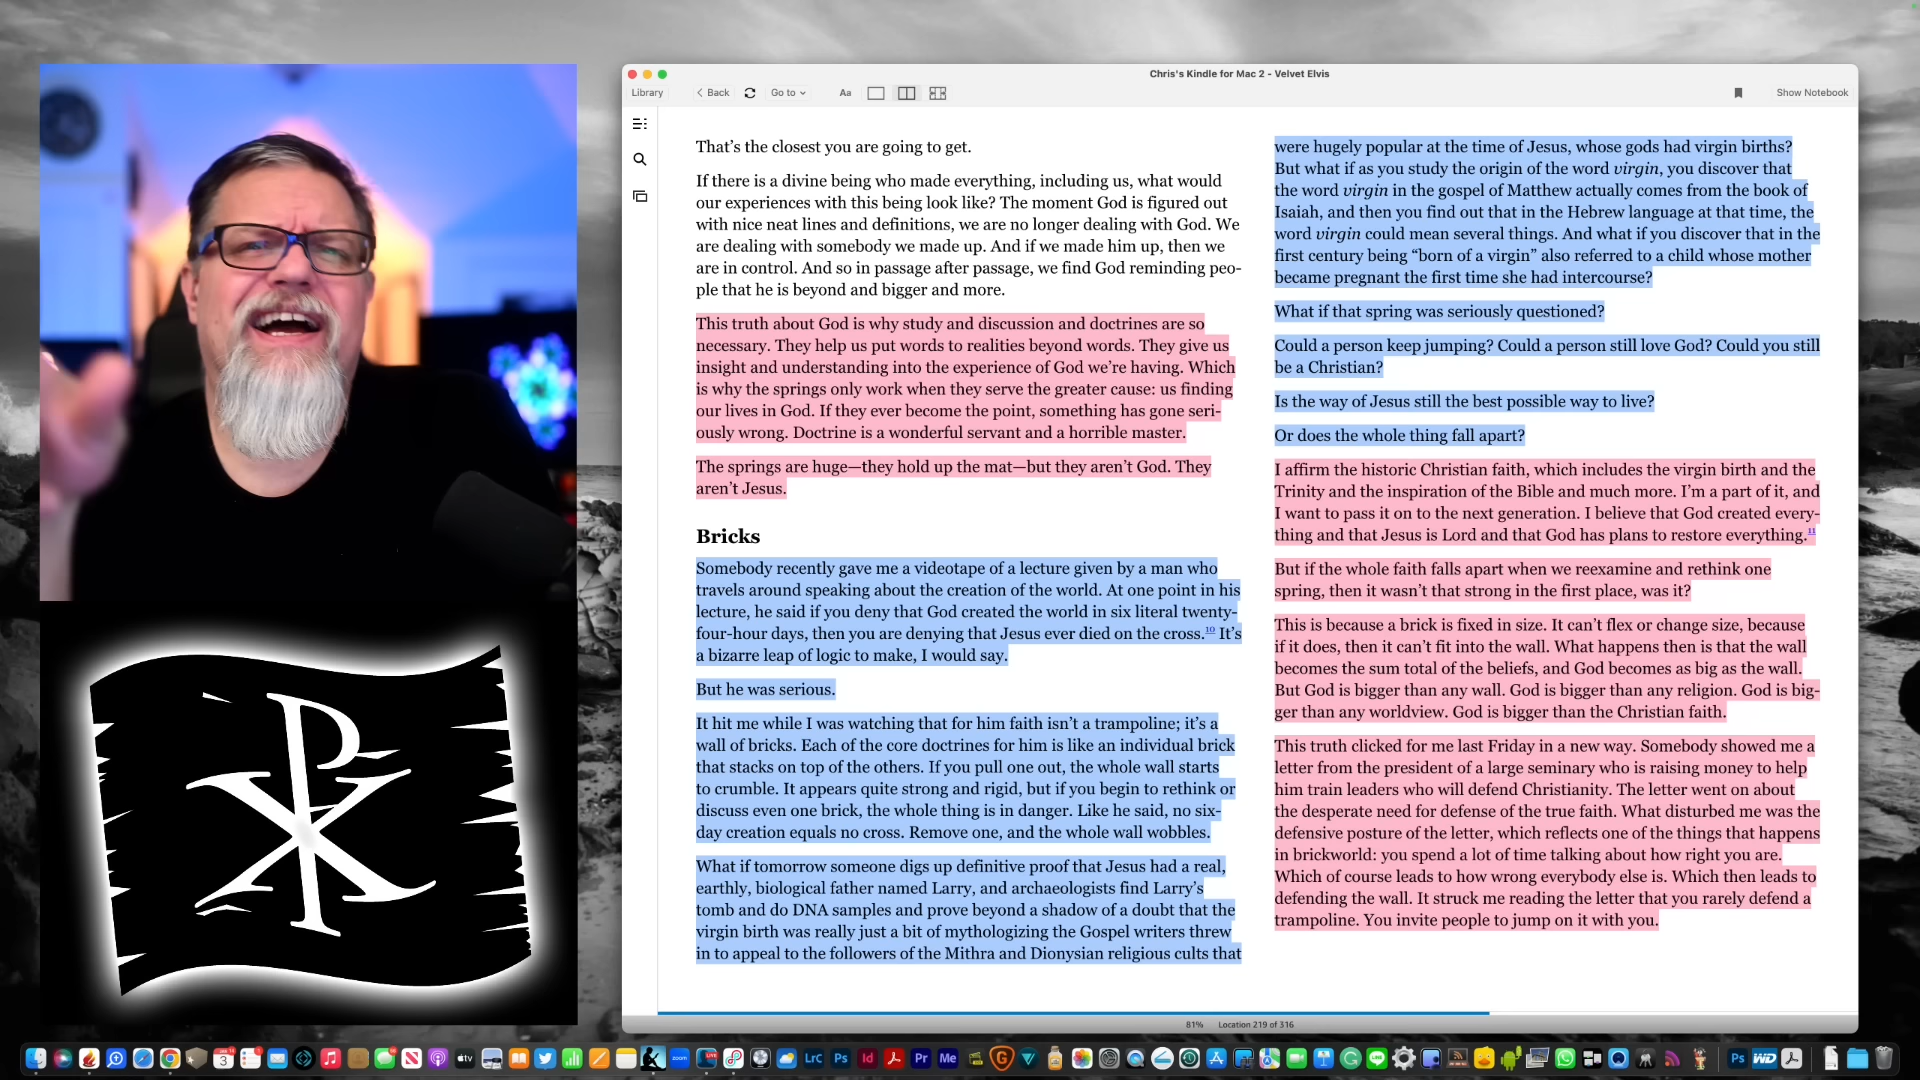 Chris's Kindle for Mac 2 - Velvet Elvis
Library
Back
Go to
Aa
Show Notebook
That's the closest you are going to get.
If there is a divine being who made everything, including us, what would
our experiences with this being look like? The moment God is figured out
with nice neat lines and definitions, we are no longer dealing with God. We
are dealing with somebody we made up. And if we made him up, then we
are in control. And so in passage after passage, we find God reminding peo-
ple that he is beyond and bigger and more.
This truth about God is why study and discussion and doctrines are so
necessary. They help us put words to realities beyond words. They give us
insight and understanding into the experience of God we're having. Which
is why the springs only work when they serve the greater cause: us finding
our lives in God. If they ever become the point, something has gone seri-
ously wrong. Doctrine is a wonderful servant and a horrible master.
The springs are huge—they hold up the mat—but they aren't God. They
aren't Jesus.
Bricks
Somebody recently gave me a videotape of a lecture given by a man who
travels around speaking about the creation of the world. At one point in his
lecture, he said if you deny that God created the world in six literal twenty-
four-hour days, then you are denying that Jesus ever died on the cross.10 It's
a bizarre leap of logic to make, I would say.
But he was serious.
It hit me while I was watching that for him faith isn't a trampoline; it's a
wall of bricks. Each of the core doctrines for him is like an individual brick
that stacks on top of the others. If you pull one out, the whole wall starts
to crumble. It appears quite strong and rigid, but if you begin to rethink or
discuss even one brick, the whole thing is in danger. Like he said, no six-
day creation equals no cross. Remove one, and the whole wall wobbles.
What if tomorrow someone digs up definitive proof that Jesus had a real,
earthly, biological father named Larry, and archaeologists find Larry's
tomb and do DNA samples and prove beyond a shadow of a doubt that the
virgin birth was really just a bit of mythologizing the Gospel writers threw
in to appeal to the followers of the Mithra and Dionysian religious cults that
were hugely popular at the time of Jesus, whose gods had virgin births?
But what if as you study the origin of the word virgin, you discover that
the word virgin in the gospel of Matthew actually comes from the book of
Isaiah, and then you find out that in the Hebrew language at that time, the
word virgin could mean several things. And what if you discover that in the
first century being “born of a virgin” also referred to a child whose mother
became pregnant the first time she had intercourse?
What if that spring was seriously questioned?
Could a person keep jumping? Could a person still love God? Could you still
be a Christian?
Is the way of Jesus still the best possible way to live?
Or does the whole thing fall apart?
I affirm the historic Christian faith, which includes the virgin birth and the
Trinity and the inspiration of the Bible and much more. I'm a part of it, and
I want to pass it on to the next generation. I believe that God created every-
thing and that Jesus is Lord and that God has plans to restore everything.11
But if the whole faith falls apart when we reexamine and rethink one
spring, then it wasn't that strong in the first place, was it?
This is because a brick is fixed in size. It can't flex or change size, because
if it does, then it can't fit into the wall. What happens then is that the wall
becomes the sum total of the beliefs, and God becomes as big as the wall.
But God is bigger than any wall. God is bigger than any religion. God is big-
ger than any worldview. God is bigger than the Christian faith.
This truth clicked for me last Friday in a new way. Somebody showed me a
letter from the president of a large seminary who is raising money to help
him train leaders who will defend Christianity. The letter went on about
the desperate need for defense of the true faith. What disturbed me was the
defensive posture of the letter, which reflects one of the things that happens
in brickworld: you spend a lot of time talking about how right you are.
Which of course leads to how wrong everybody else is. Which then leads to
defending the wall. It struck me reading the letter that you rarely defend a
trampoline. You invite people to jump on it with you.
81% Location 219 of 316
3
tv
zoom
LrC
Ps
Id
Pr
Me
Ps
WD